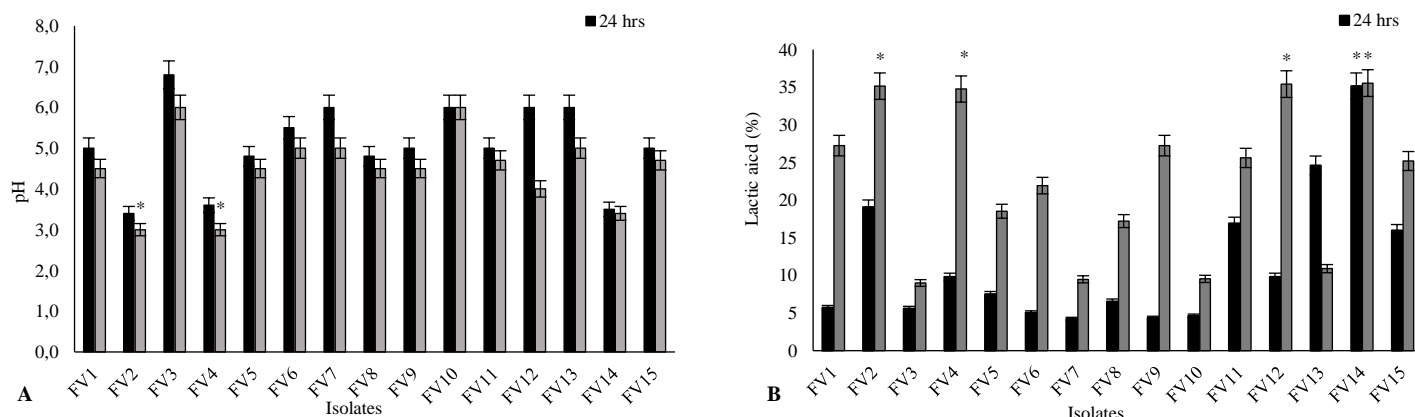 24 hrs
8,0
7,0
6,0
5,0
4,0
3,0
2,0
1,0
0,0
pH
* *
FV1 FV2 FV3 FV4 FV5 FV6 FV7 FV8 FV9 FV10 FV11 FV12 FV13 FV14 FV15
Isolates
A
24 hrs
40
35
30
25
20
15
10
5
0
Lactic aicd (%)
* * * * *
FV1 FV2 FV3 FV4 FV5 FV6 FV7 FV8 FV9 FV10 FV11 FV12 FV13 FV14 FV15
Isolates
B